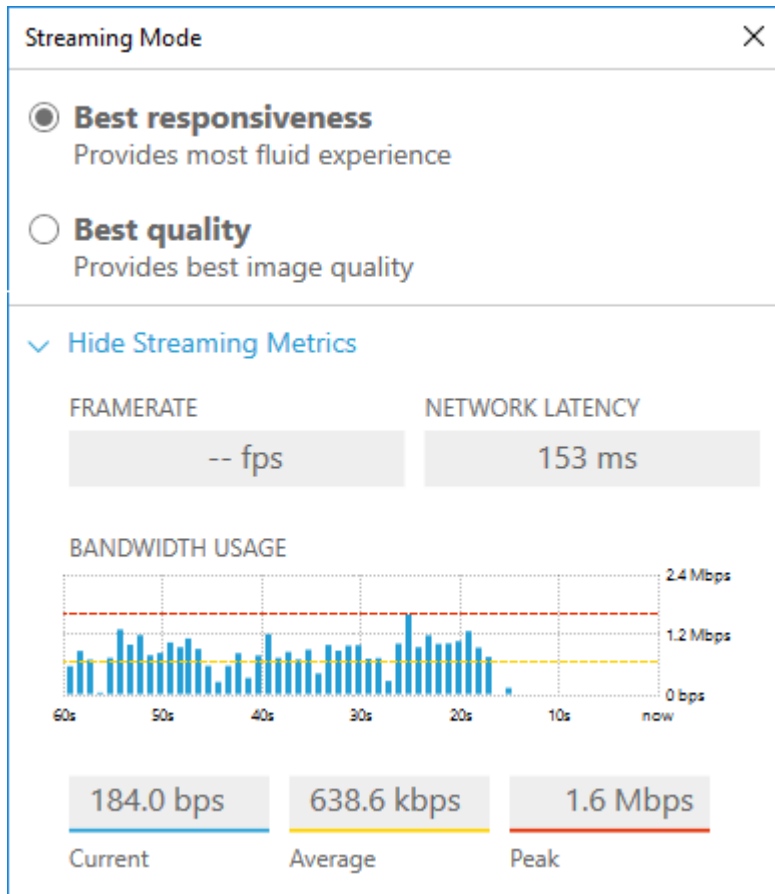 Streaming Mode
Best responsiveness
Provides most fluid experience
Best quality
Provides best image quality
Hide Streaming Metrics
FRAMERATE
NETWORK LATENCY
-- fps
153 ms
BANDWIDTH USAGE
2.4 Mbps
1.2 Mbps
0 bps
60s 50s 40s 30s 20s 10s now
184.0 bps
638.6 kbps
1.6 Mbps
Current
Average
Peak